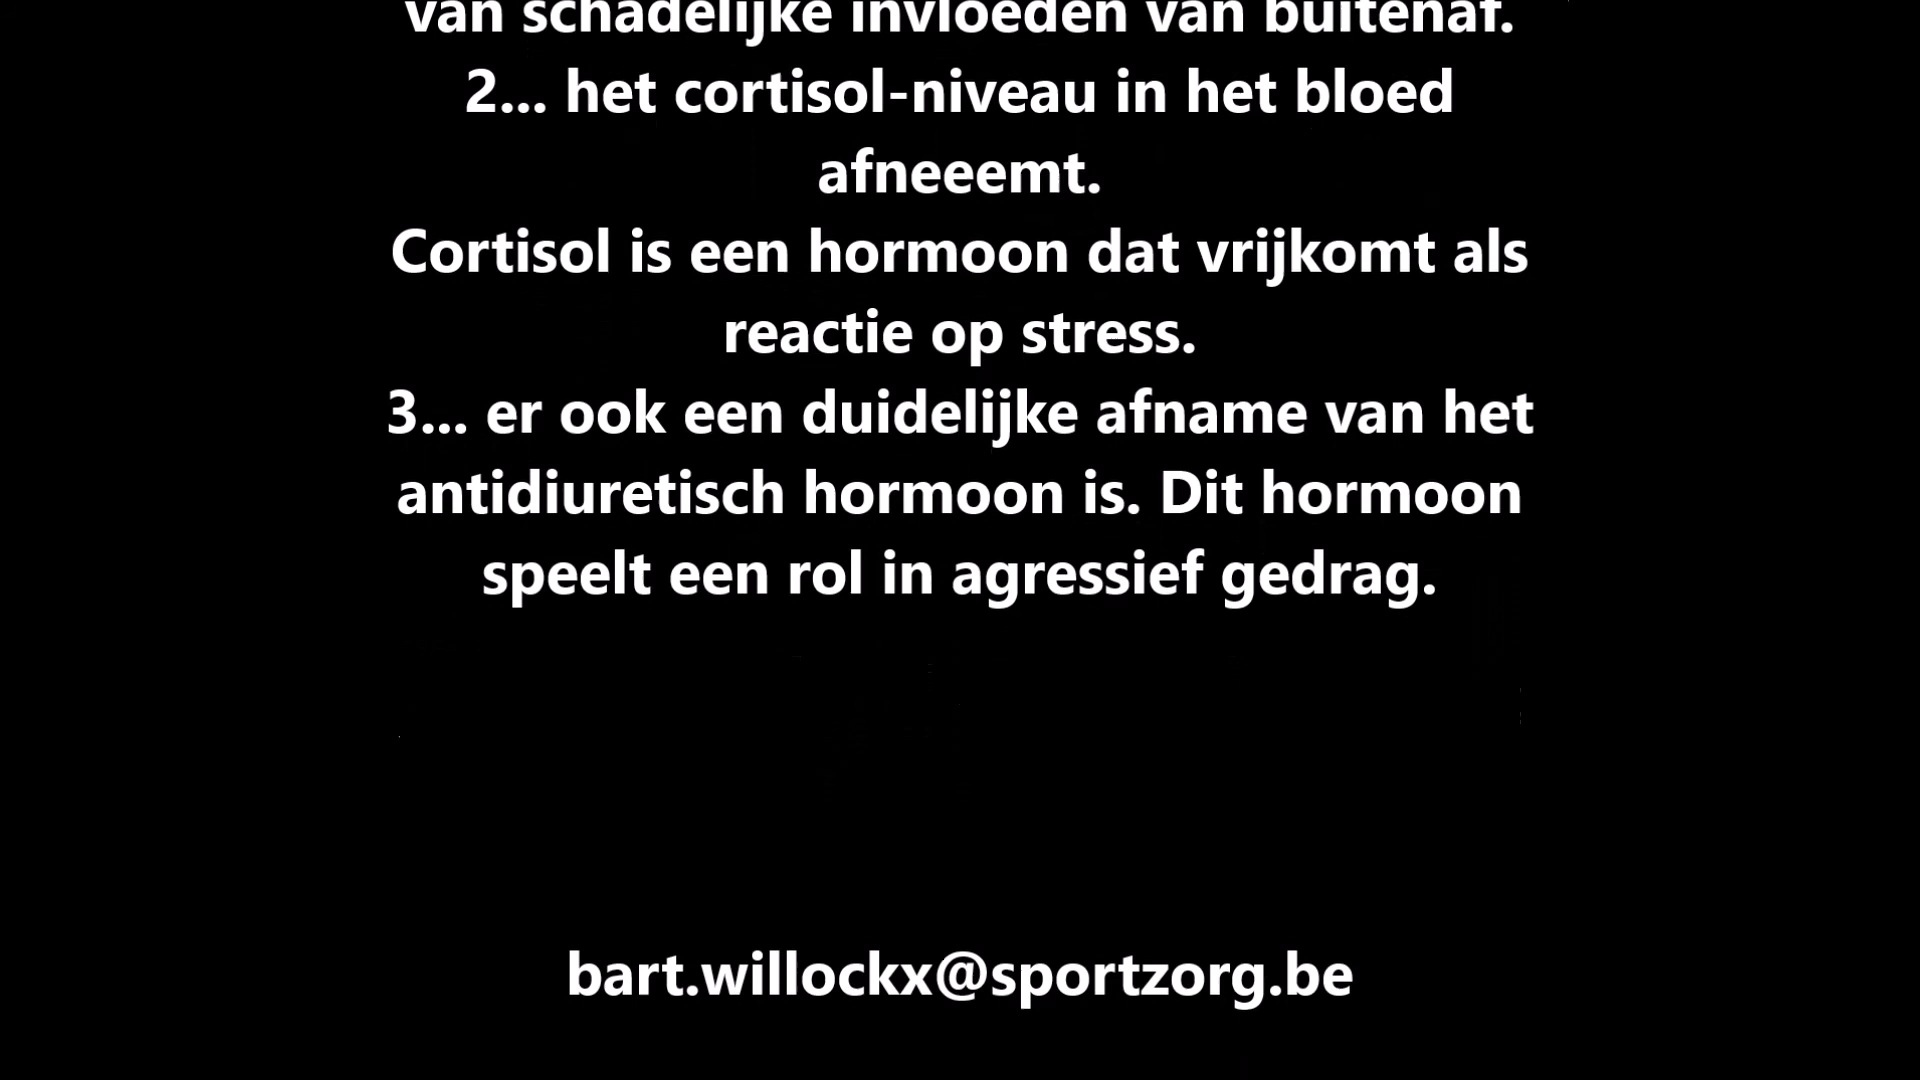 van schadelijke invloeden van buitenaf.
2... het cortisol-niveau in het bloed
afneeemt.
Cortisol is een hormoon dat vrijkomt als
reactie op stress.
3... er ook een duidelijke afname van het
antidiuretisch hormoon is. Dit hormoon
speelt een rol in agressief gedrag.
bart.willockx@sportzorg.be